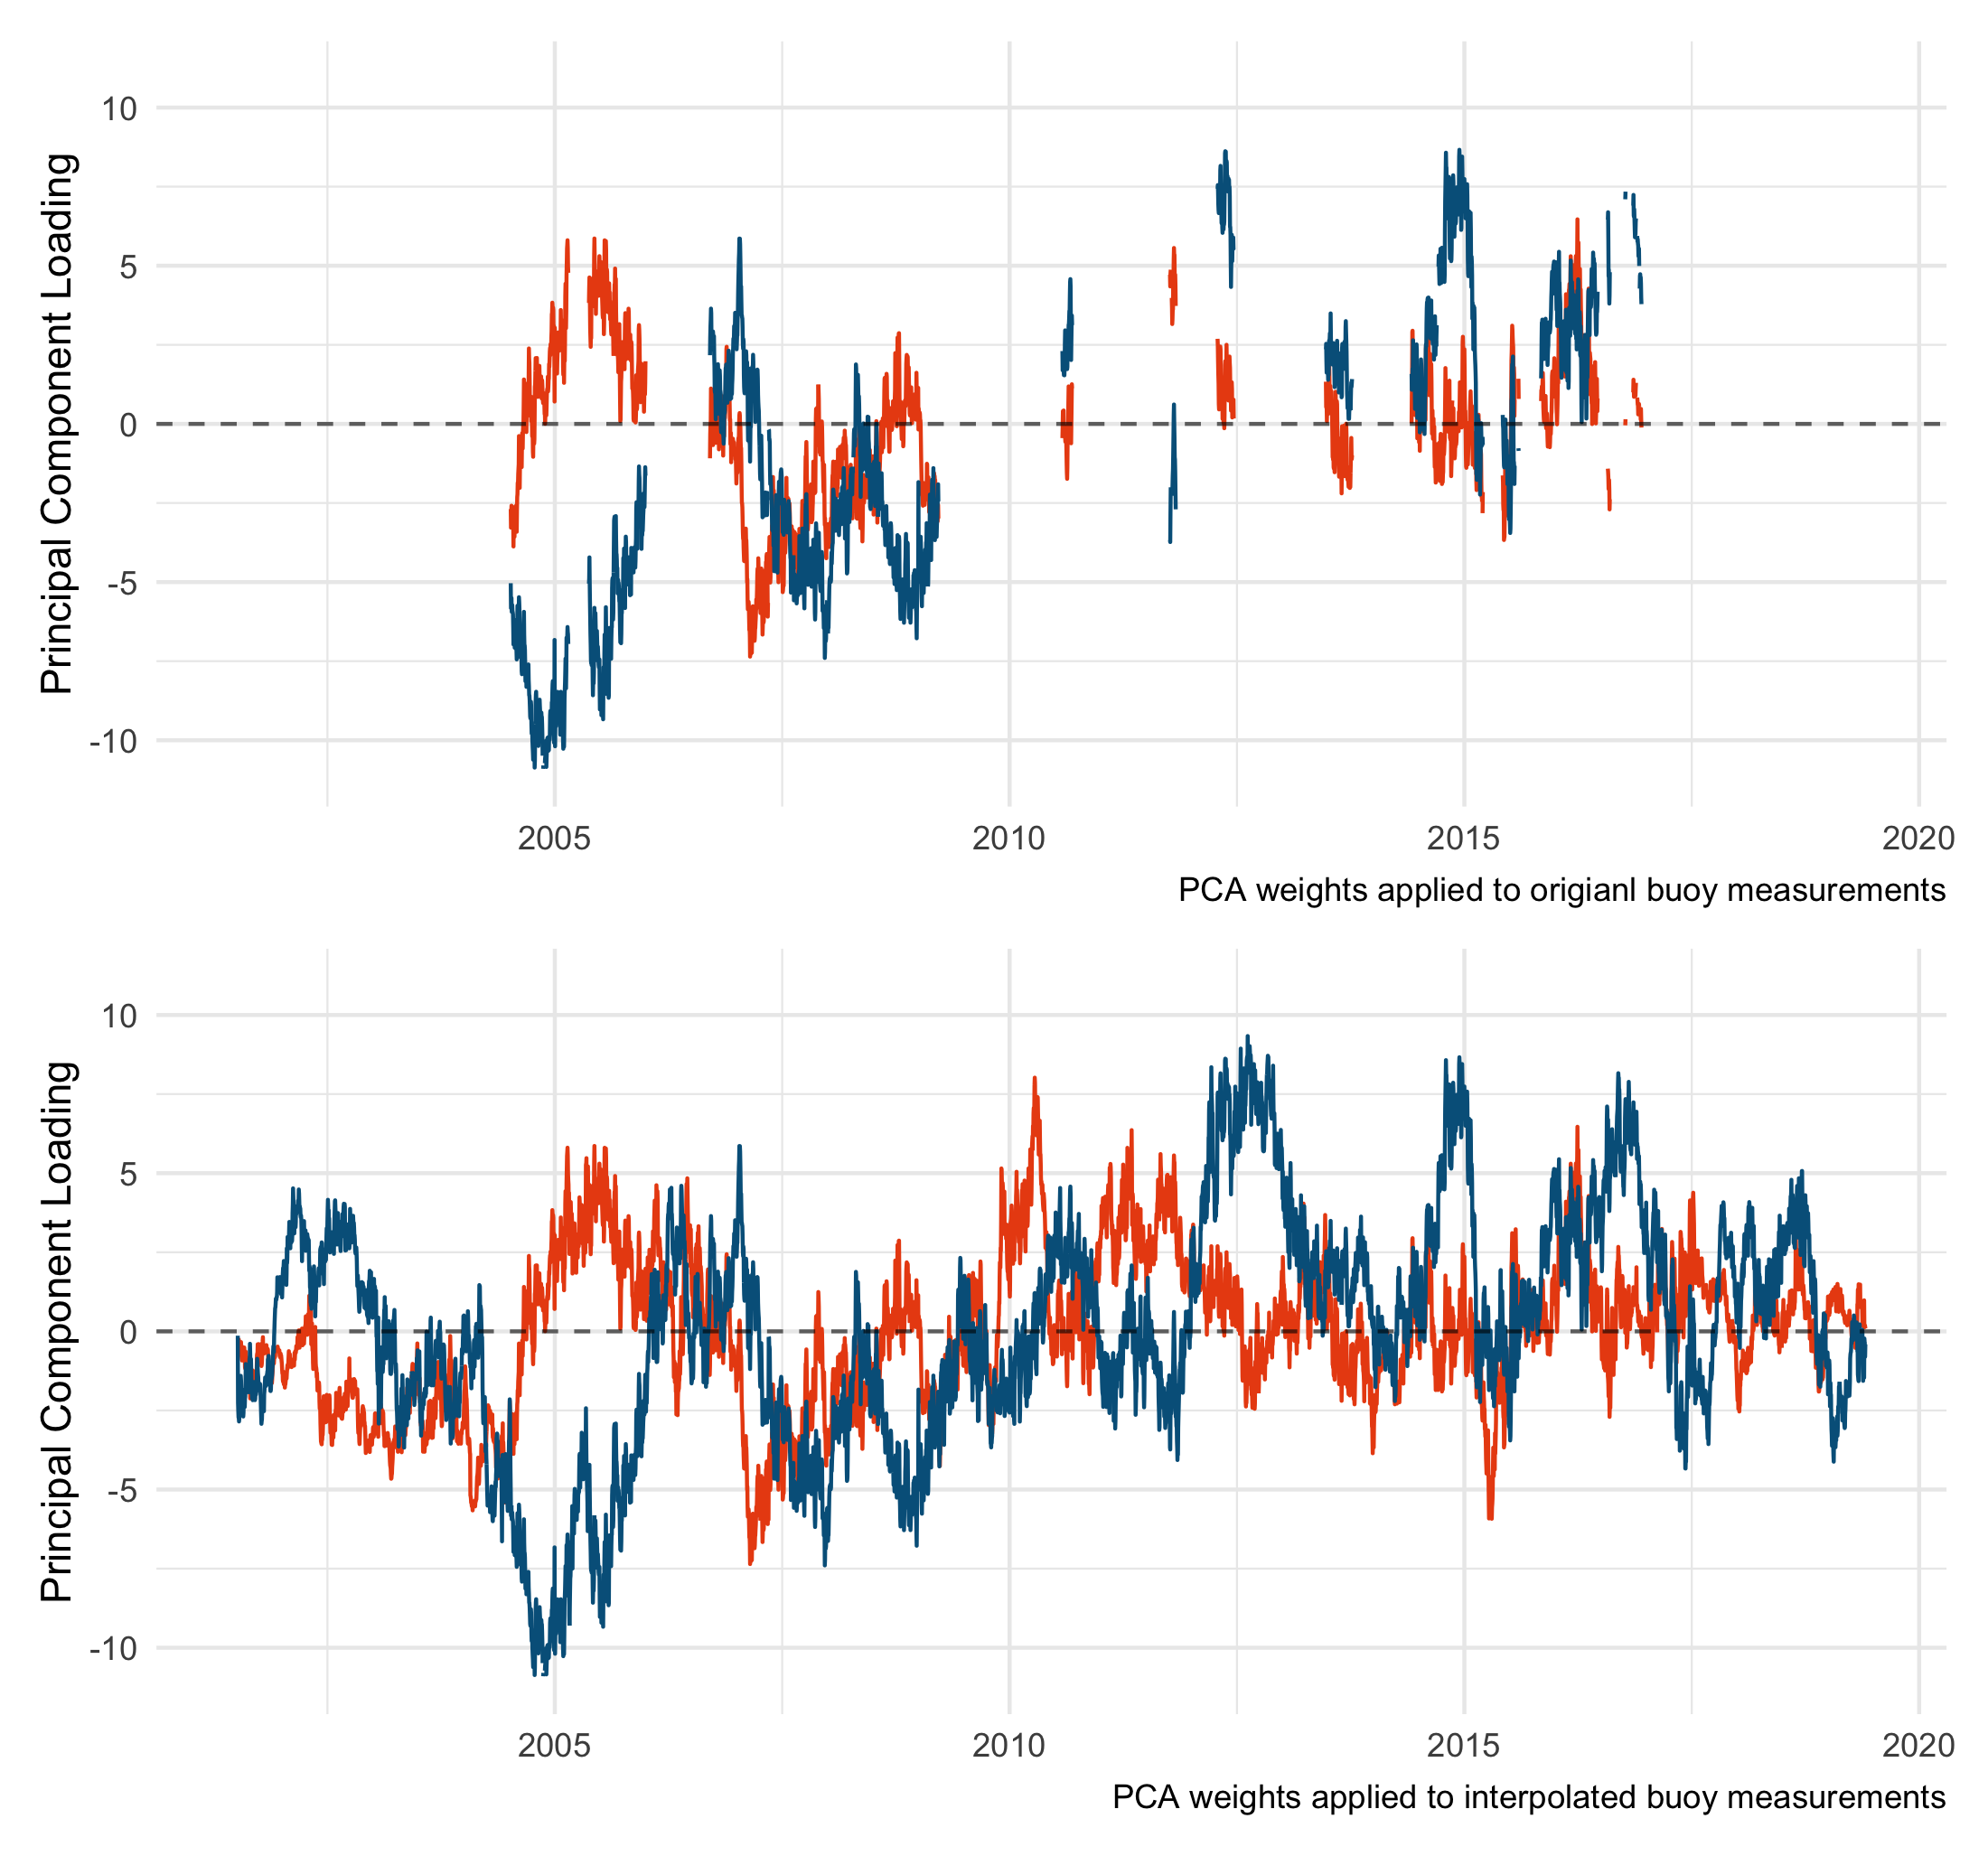 Principal Component Loading
10
5
0
-5
-10
2005 2010 2015 2020
PCA weights applied to origianl buoy measurements
Principal Component Loading
10
5
0
-5
-10
2005 2010 2015 2020
PCA weights applied to interpolated buoy measurements